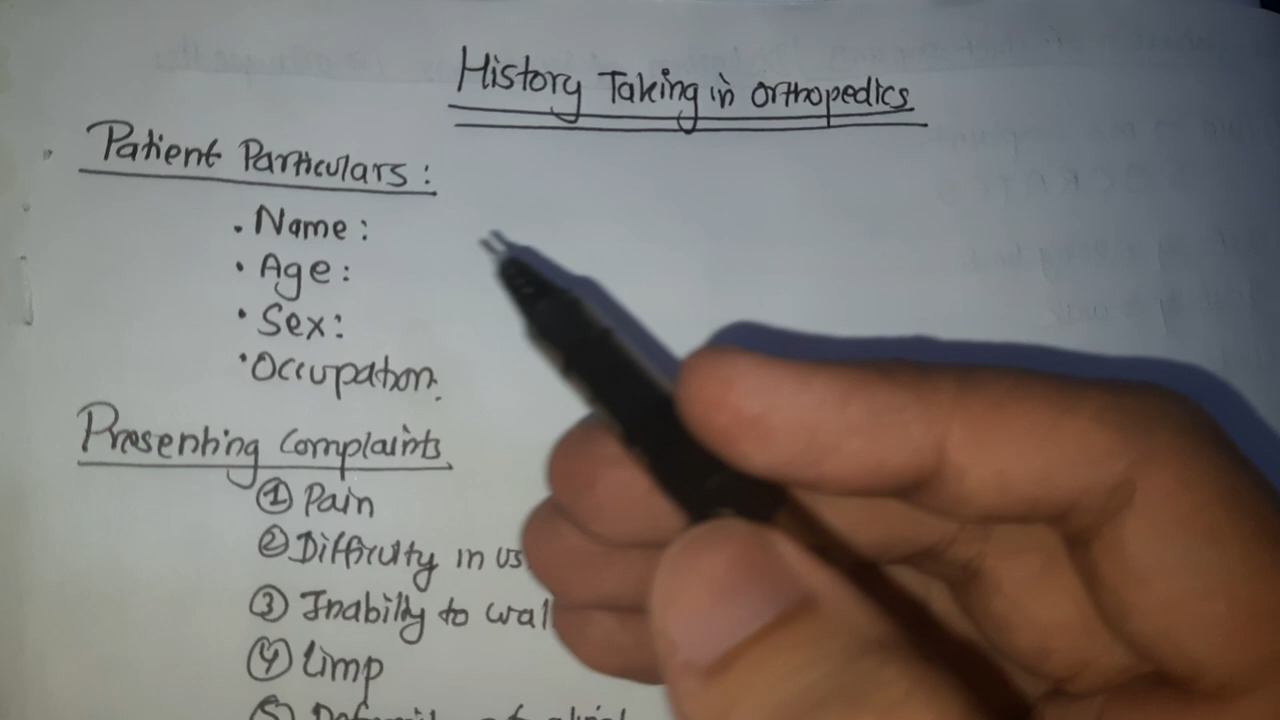 History Taking in Orthopedics
Patient Particulars:
. Name:
• Age:
• Sex:
• Occupation.
Presenting Complaints
① Pain
② Difficulty in us
③ Inability to wal
④ limp